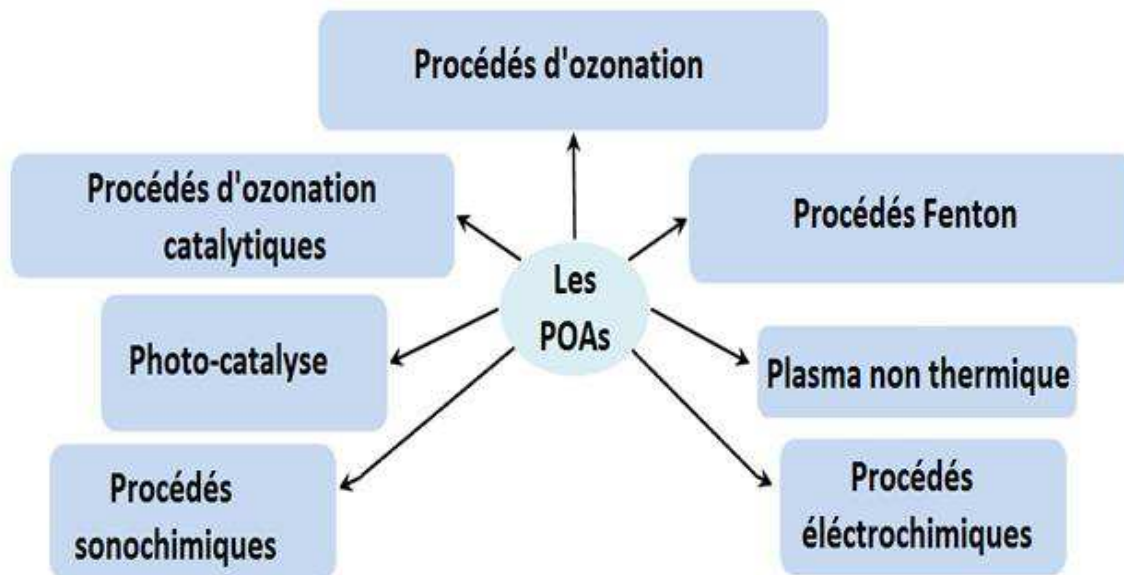 Procédés d'ozonation
Procédés d'ozonation
catalytiques
Procédés Fenton
Les
POAs
Photo-catalyse
Plasma non thermique
Procédés
sonochimiques
Procédés
éléctrochimiques